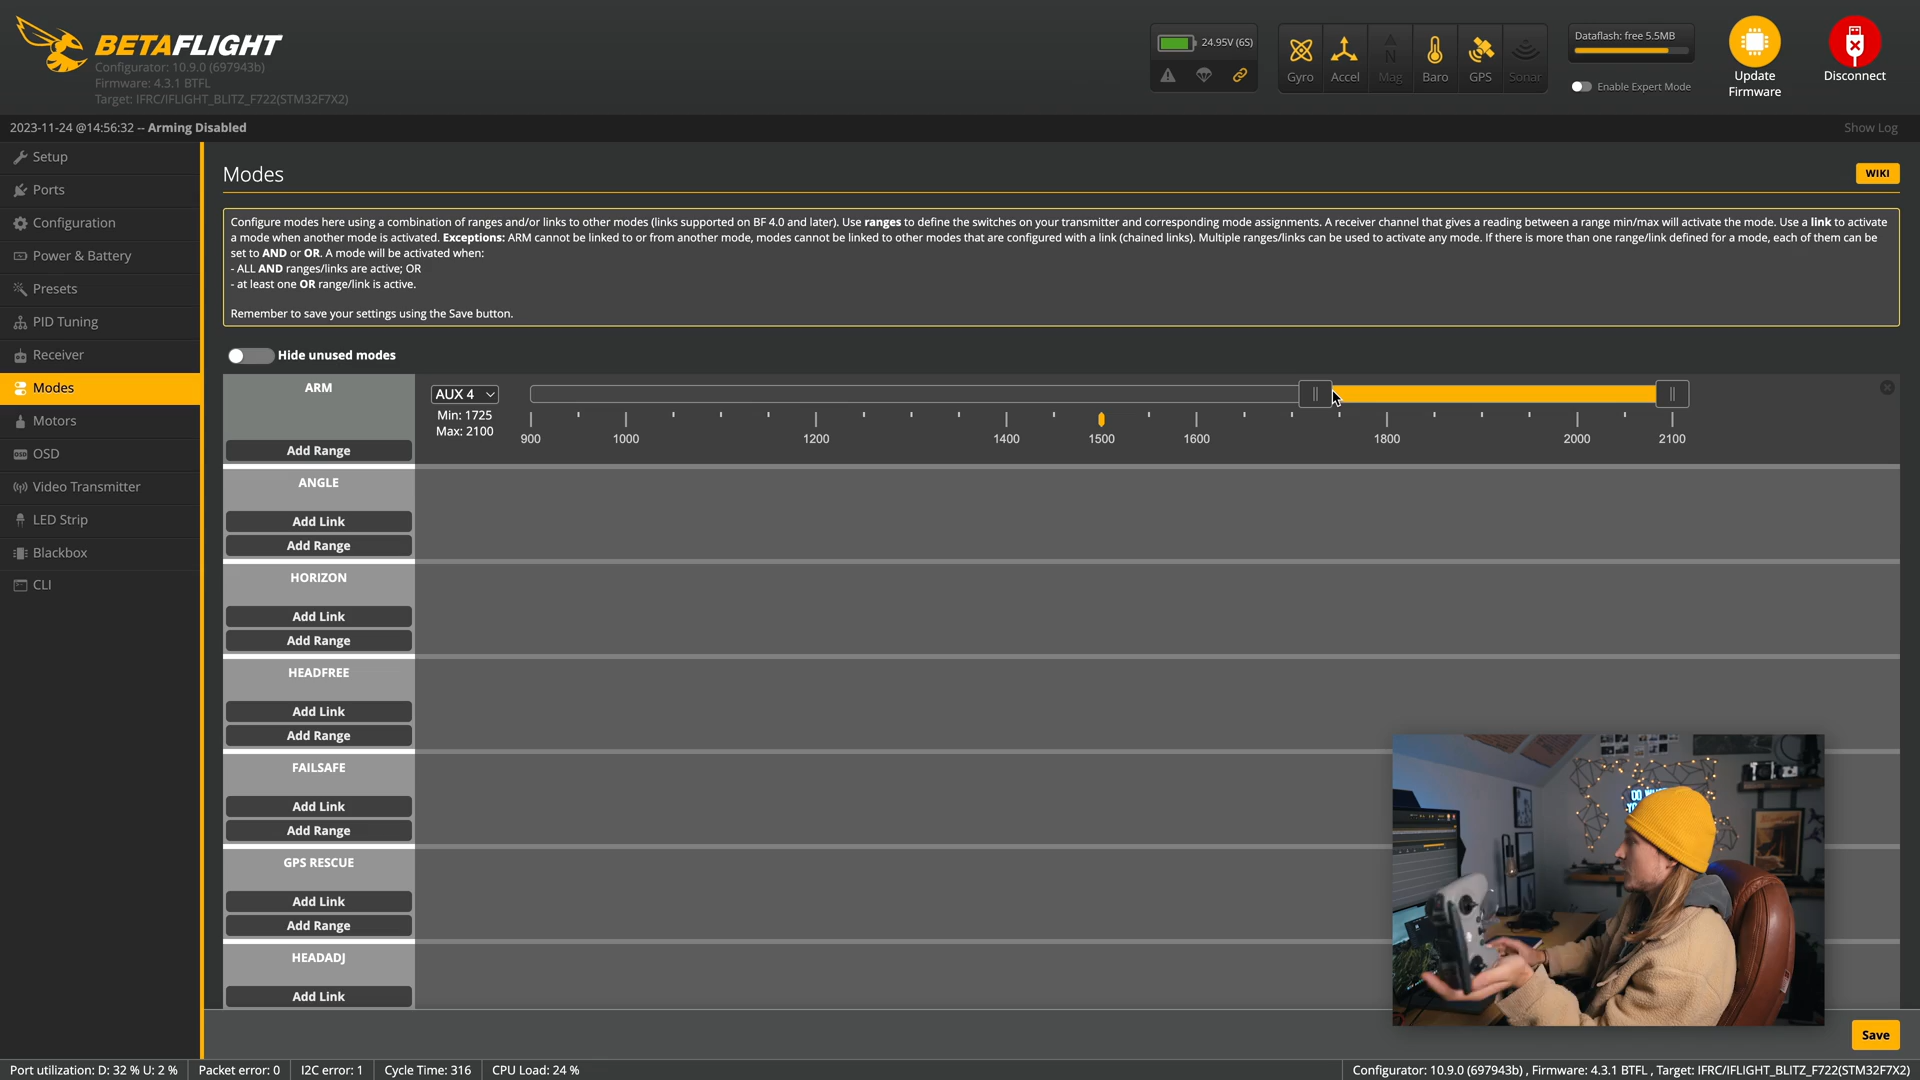 BETAFLIGHT
Configurator: 10.9.0 (697943b)
Firmware: 4.3.1 BTFL
Target: IFRC/IFLIGHT_BLITZ_F722(STM32F7X2)
24.95V (6S)
Gyro
Accel
Mag
Baro
GPS
Sonar
Dataflash: free 5.5MB
Enable Expert Mode
Update
Firmware
Disconnect
2023-11-24 @14:56:32 -- Arming Disabled
Show Log
Setup
Ports
Configuration
Power & Battery
Presets
PID Tuning
Receiver
Modes
Motors
OSD
Video Transmitter
LED Strip
Blackbox
CLI
Modes
WIKI
Configure modes here using a combination of ranges and/or links to other modes (links supported on BF 4.0 and later). Use ranges to define the switches on your transmitter and corresponding mode assignments. A receiver channel that gives a reading between a range min/max will activate the mode. Use a link to activate
a mode when another mode is activated. Exceptions: ARM cannot be linked to or from another mode, modes cannot be linked to other modes that are configured with a link (chained links). Multiple ranges/links can be used to activate any mode. If there is more than one range/link defined for a mode, each of them can be
set to AND or OR. A mode will be activated when:
- ALL AND ranges/links are active; OR
- at least one OR range/link is active.
Remember to save your settings using the Save button.
Hide unused modes
ARM
Add Range
AUX 4
Min: 1725
Max: 2100
900 1000 1200 1400 1500 1600 1800 2000 2100
ANGLE
Add Link
Add Range
HORIZON
Add Link
Add Range
HEADFREE
Add Link
Add Range
FAILSAFE
Add Link
Add Range
GPS RESCUE
Add Link
Add Range
HEADADJ
Add Link
Save
Port utilization: D: 32 % U: 2 %
Packet error: 0
I2C error: 1
Cycle Time: 316
CPU Load: 24 %
Configurator: 10.9.0 (697943b) , Firmware: 4.3.1 BTFL , Target: IFRC/IFLIGHT_BLITZ_F722(STM32F7X2)